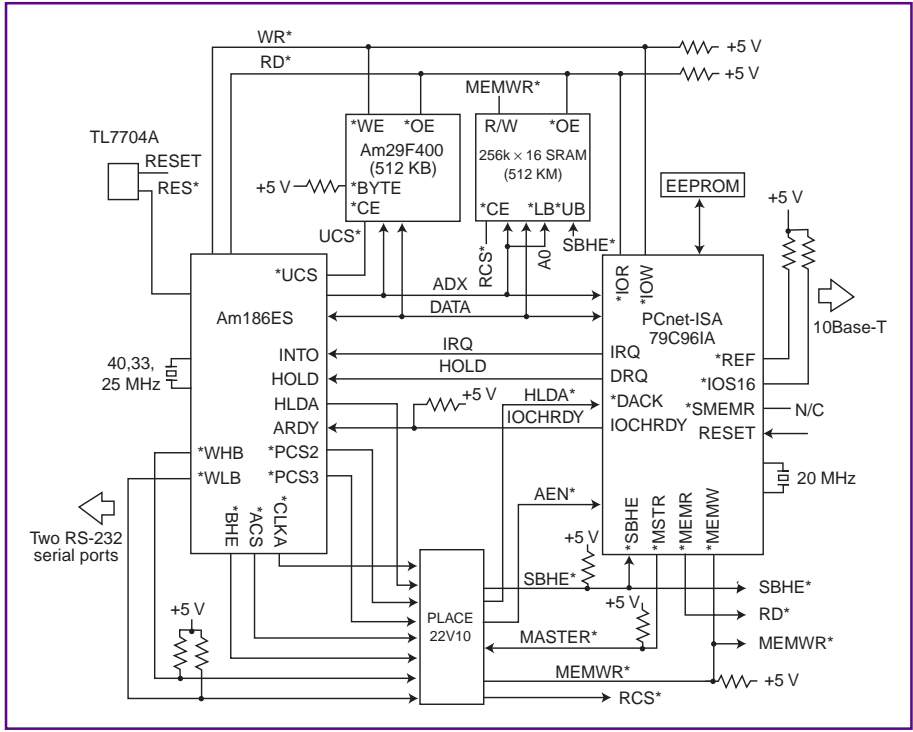 WR*
+5 V
RD*
+5 V
MEMWR*
TL7704A
RESET
RES*
*WE *OE
Am29F400
(512 KB)
+5 V
*BYTE
*CE
UCS*
R/W *OE
256k × 16 SRAM
(512 KM)
*CE *LB *UB
RCS*
A0
SBHE*
EEPROM
+5 V
*UCS
Am186ES
ADX
DATA
*IOR
*IOW
PCnet-ISA
79C96IA
10Base-T
40,33,
25 MHz
INTO
IRQ
IRQ
HOLD
HOLD
DRQ
HLDA
+5 V
HLDA*
*DACK
ARDY
IOCHRDY
IOCHRDY
*REF
*IOS16
*SMEMR
N/C
RESET
20 MHz
*WHB
*PCS2
*WLB
*PCS3
*BHE
*ACS
*CLKA
Two RS-232
serial ports
AEN*
*SBHE
*MSTR
*MEMR
*MEMW
+5 V
SBHE*
SBHE*
+5 V
RD*
PLACE
22V10
MASTER*
MEMWR*
+5 V
MEMWR*
+5 V
RCS*